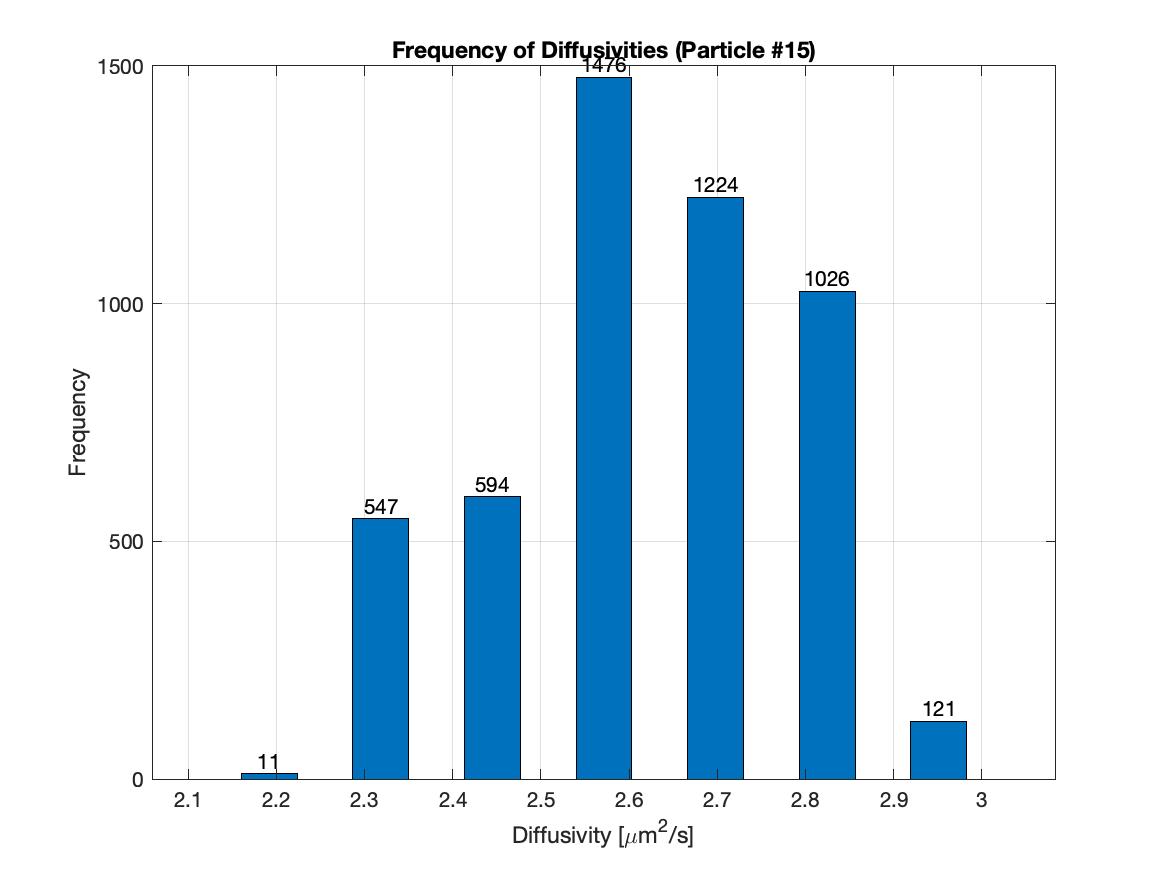 Frequency of Diffusivities (Particle #15)
1500
1476
1224
1026
1000
594
547
500
121
11
0
2.1 2.2 2.3 2.4 2.5 2.6 2.7 2.8 2.9 3
Frequency
Diffusivity [μm²/s]